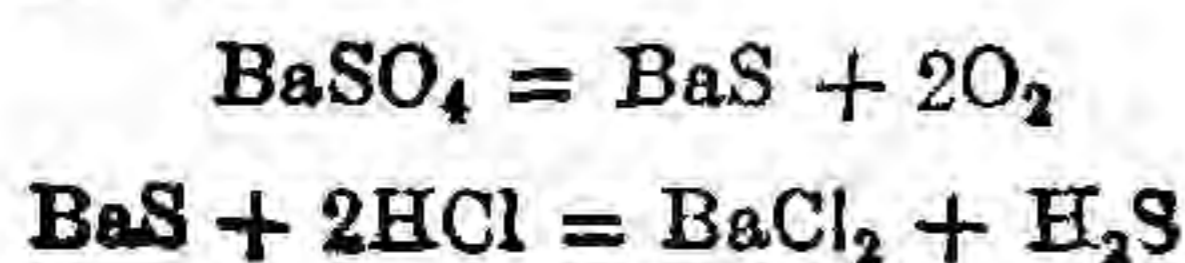 BaSO₄ = BaS + 2O₂
BaS + 2HCl = BaCl₂ + H₂S